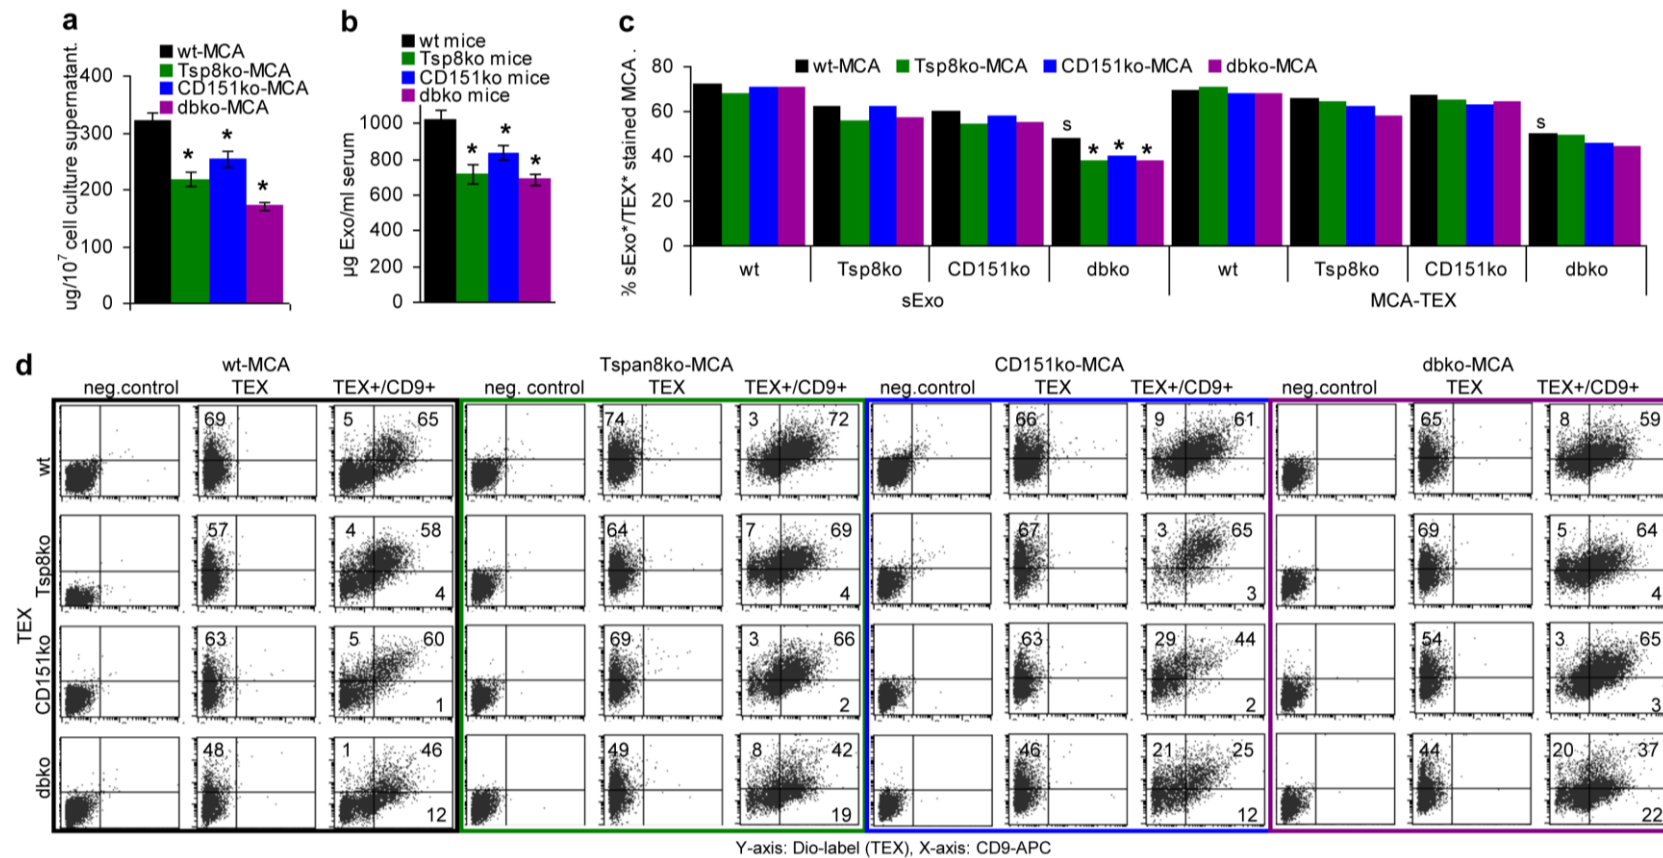 a
wt-MCA
Tsp8ko-MCA
CD151ko-MCA
dbko-MCA
ug/10⁷ cell culture supernatant.
400
300
200
100
0
*
*
*
b
wt mice
Tsp8ko mice
CD151ko mice
dbko mice
µg Exo/ml serum
1000
800
600
400
200
0
*
*
*
c
wt-MCA Tsp8ko-MCA CD151ko-MCA dbko-MCA
% sExo*/TEX* stained MCA .
80
60
40
20
0
s * * * s
wt Tsp8ko CD151ko dbko wt Tsp8ko CD151ko dbko
sExo MCA-TEX
d
wt-MCA Tspan8ko-MCA CD151ko-MCA dbko-MCA
neg.control TEX TEX+/CD9+ neg. control TEX TEX+/CD9+ neg.control TEX TEX+/CD9+ neg.control TEX TEX+/CD9+
TEX
wt
69 5 65 74 3 72 66 9 61 65 8 59
Tsp8ko
57 4 58 64 7 69 67 3 65 69 5 64
4 4 3 4
CD151ko
63 5 60 69 3 66 63 29 44 54 3 65
1 2 2 3
dbko
48 1 46 49 8 42 46 21 25 44 20 37
12 19 12 22
Y-axis: Dio-label (TEX), X-axis: CD9-APC